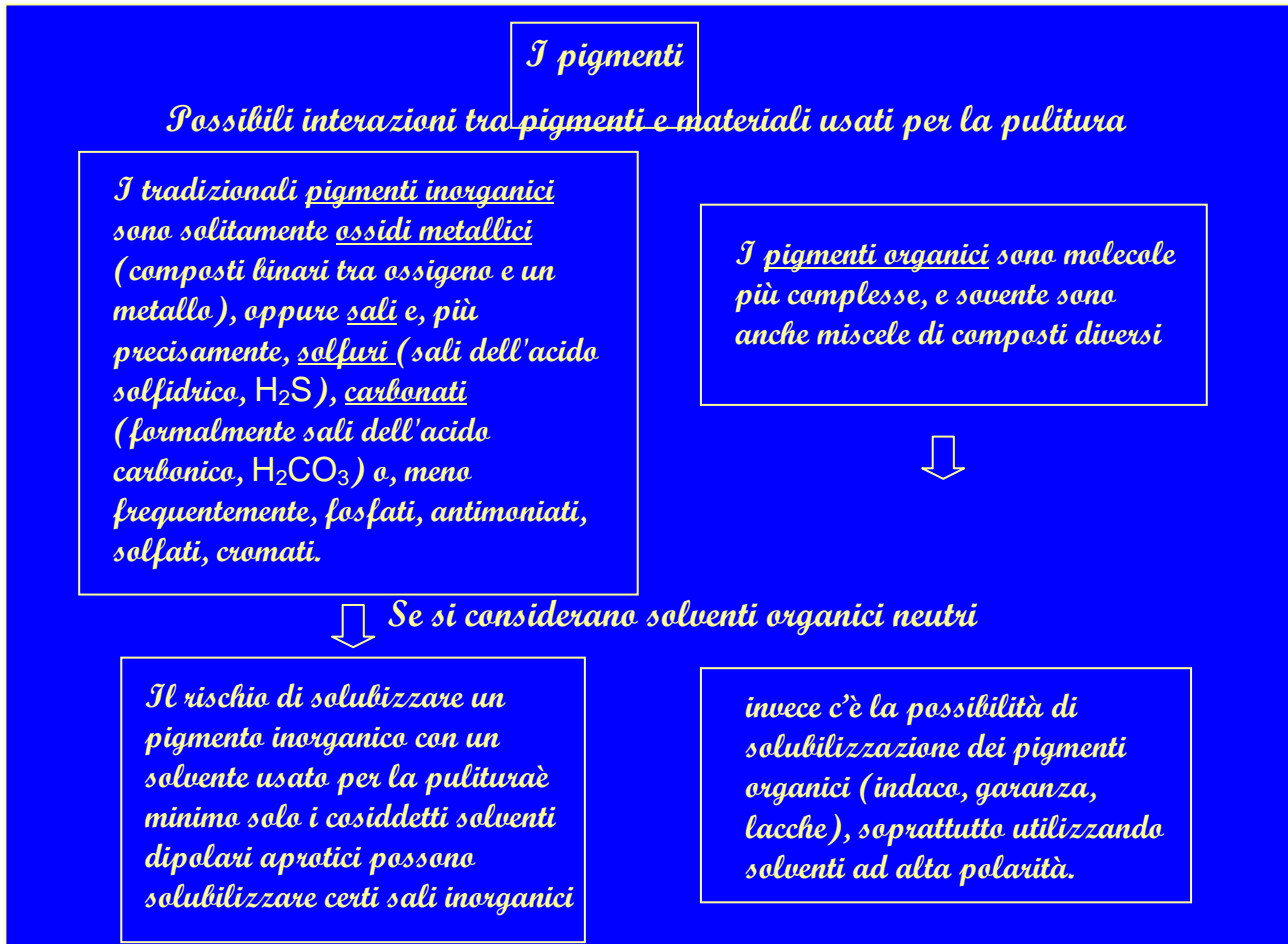 I pigmenti
Possibili interazioni tra pigmenti e materiali usati per la pulitura
I tradizionali pigmenti inorganici
sono solitamente ossidi metallici
(composti binari tra ossigeno e un
metallo), oppure sali e, più
precisamente, solfuri (sali dell'acido
solfidrico, H₂S), carbonati
(formalmente sali dell'acido
carbonico, H₂CO₃) o, meno
frequentemente, fosfati, antimoniati,
solfati, cromati.
I pigmenti organici sono molecole
più complesse, e sovente sono
anche miscele di composti diversi
Se si considerano solventi organici neutri
Il rischio di solubizzare un
pigmento inorganico con un
solvente usato per la pulituraè
minimo solo i cosiddetti solventi
dipolari aprotici possono
solubilizzare certi sali inorganici
invece c'è la possibilità di
solubilizzazione dei pigmenti
organici (indaco, garanza,
lacche), soprattutto utilizzando
solventi ad alta polarità.